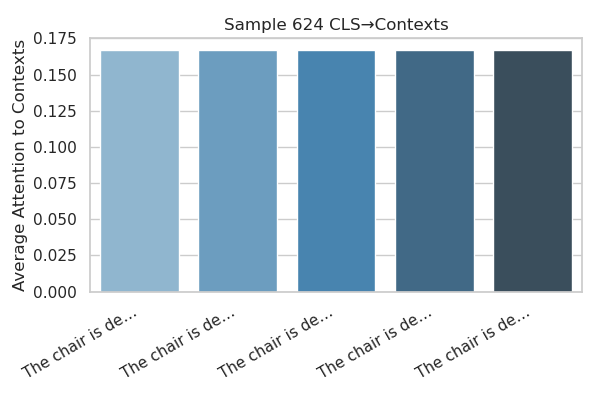 Sample 624 CLS→Contexts
Average Attention to Contexts
0.175
0.150
0.125
0.100
0.075
0.050
0.025
0.000
The chair is de...
The chair is de...
The chair is de...
The chair is de...
The chair is de...